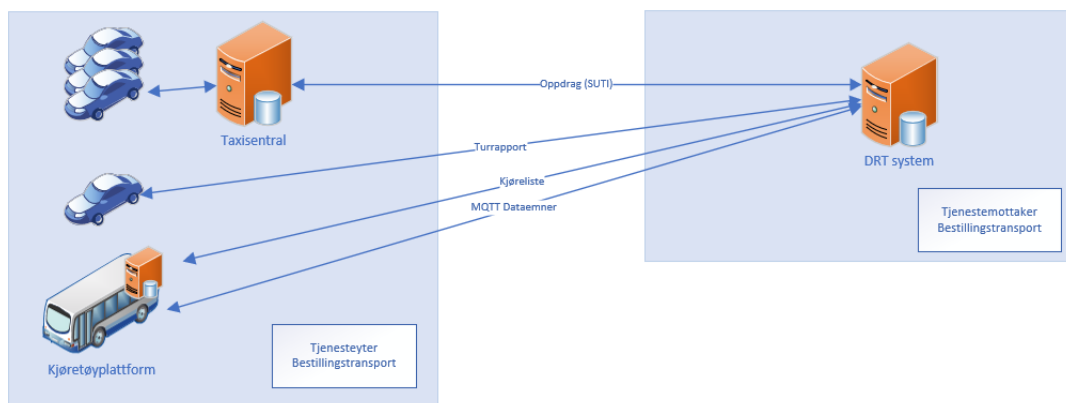 Oppdrag (SUTI)
Taxisentral
DRT system
Turrapport
Kjøreliste
MQTT Dataemner
Tjenestemottaker
Bestillingstransport
Tjenesteyter
Bestillingstransport
Kjøretøyplattform